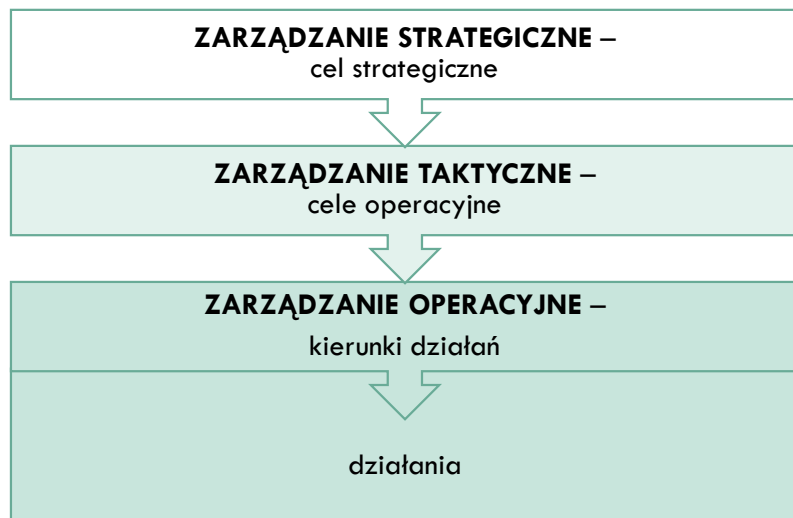 ZARZĄDZANIE STRATEGICZNE –
cel strategiczne
ZARZĄDZANIE TAKTYCZNE –
cele operacyjne
ZARZĄDZANIE OPERACYJNE –
kierunki działań
działania